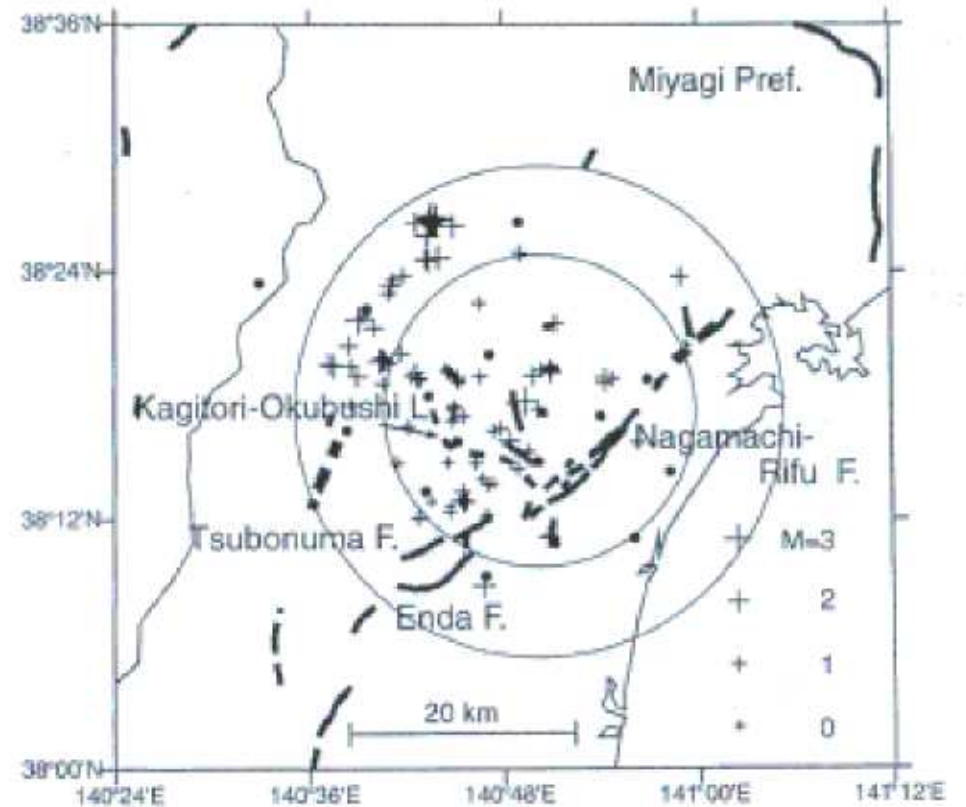 38°36'N
Miyagi Pref.
38°24'N
Kagitori-Okubushi L.
Nagamachi-
Rifu F.
38°12'N
Tsubonuma F.
M=3
2
Enda F.
1
20 km
0
38°00'N
140°24'E
140°36'E
140°48'E
141°00'E
141°12'E